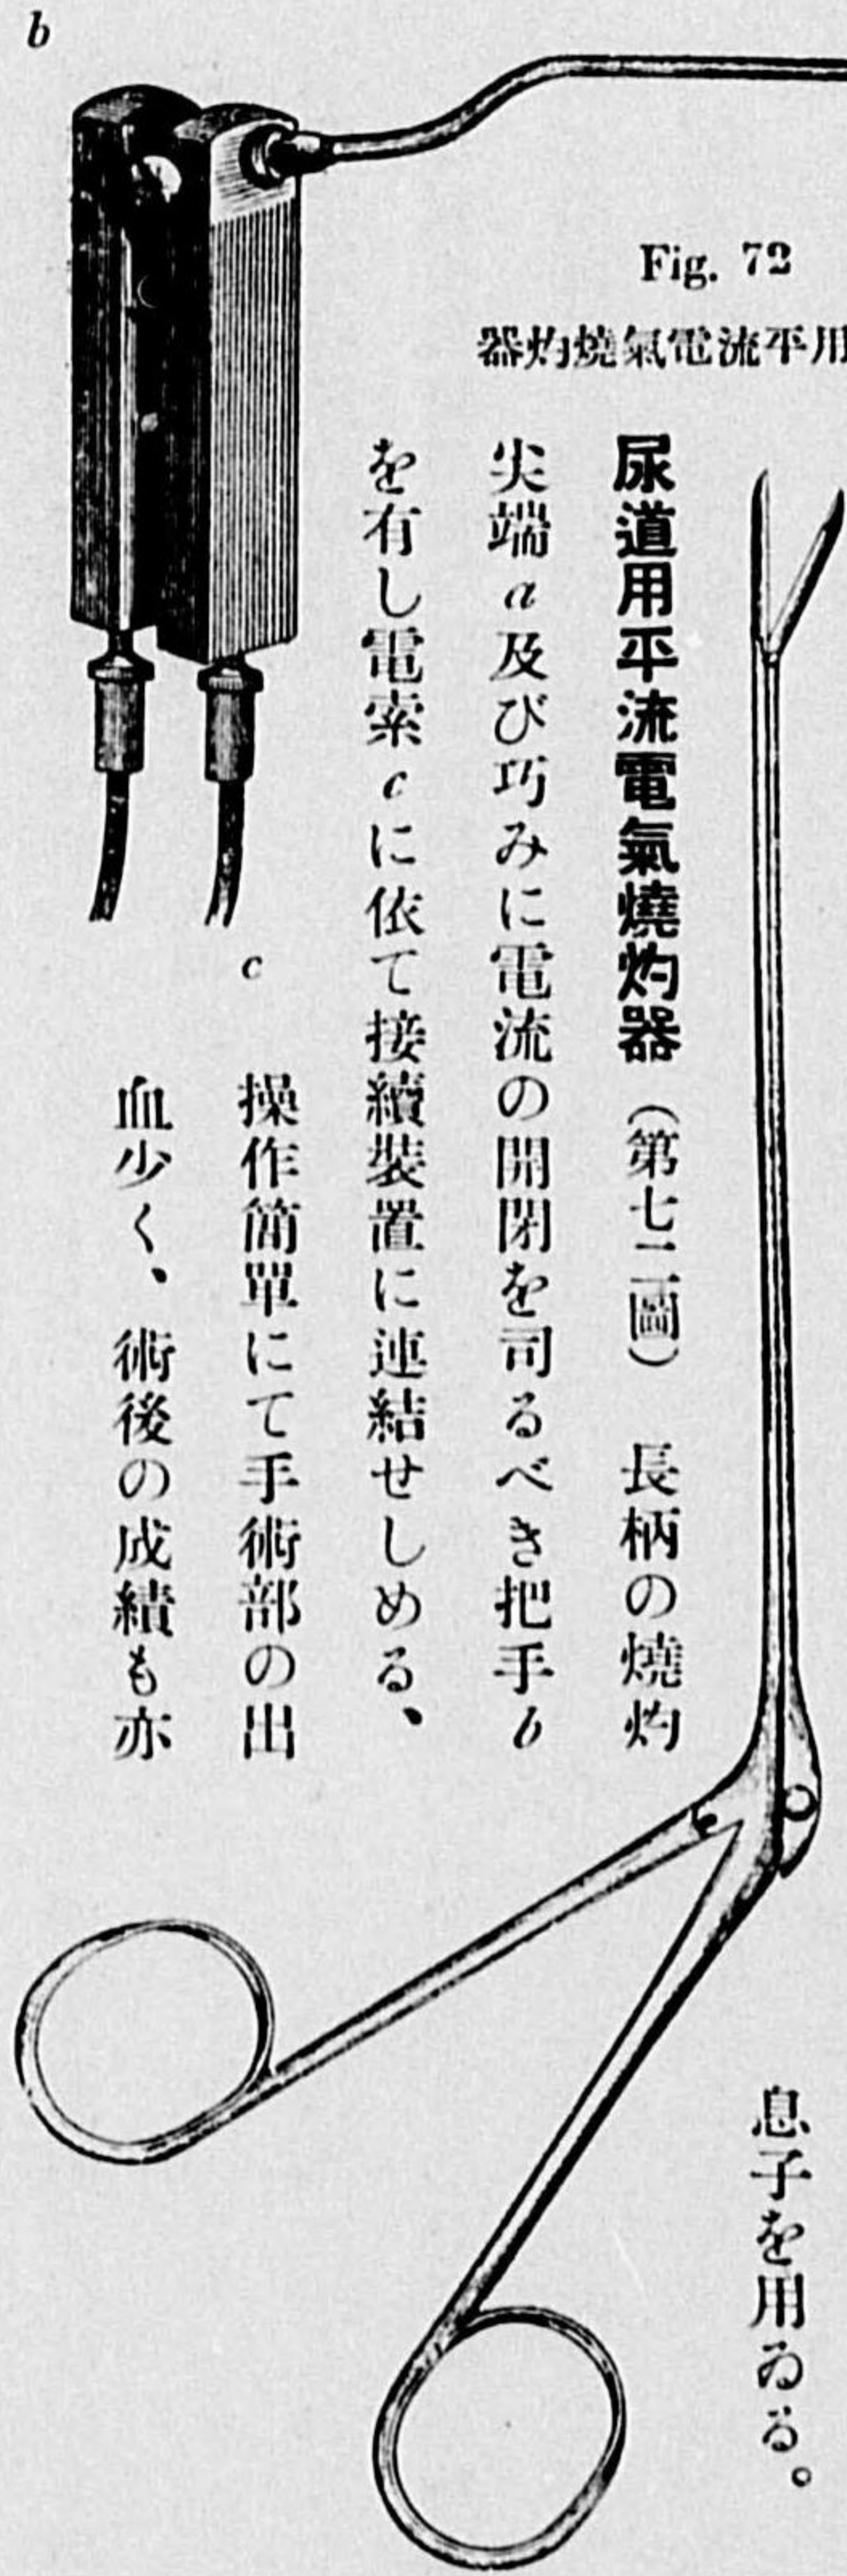 b
Fig. 72
器灼燒氣電流平用
息子を用ゐる。
尿道用平流電氣燒灼器（第七二圖）　長柄の燒灼
尖端a及び巧みに電流の開閉を司るべき把手b
を有し電索cに依て接續裝置に連結せしめる、
操作簡單にて手術部の出
血少く、術後の成績も亦
c